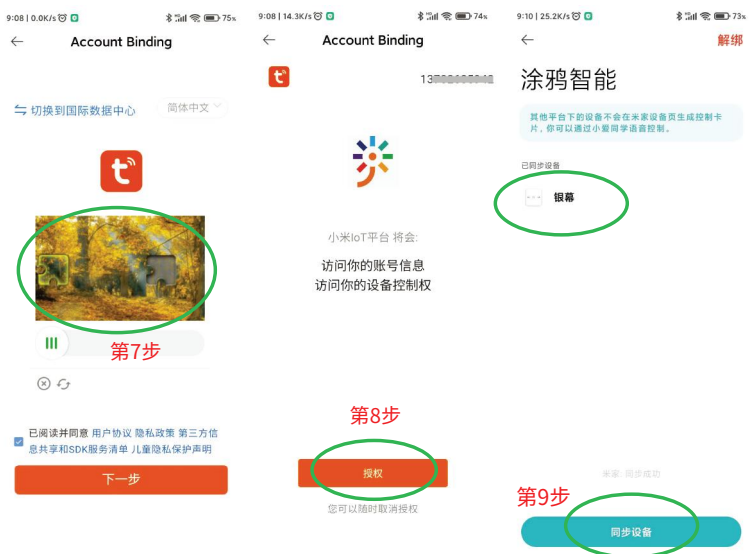 9:08 | 0.0K/s
75%
Account Binding
切换到国际数据中心
简体中文
第7步
已阅读并同意 用户协议 隐私政策 第三方信
息共享和SDK服务清单 儿童隐私保护声明
下一步
9:08 | 14.3K/s
74%
Account Binding
小米IoT平台 将会:
访问你的账号信息
访问你的设备控制权
第8步
授权
您可以随时取消授权
9:10 | 25.2K/s
73%
解绑
涂鸦智能
其他平台下的设备不会在米家设备页生成控制卡
片, 你可以通过小爱同学语音控制。
已同步设备
银幕
米家: 同步成功
第9步
同步设备